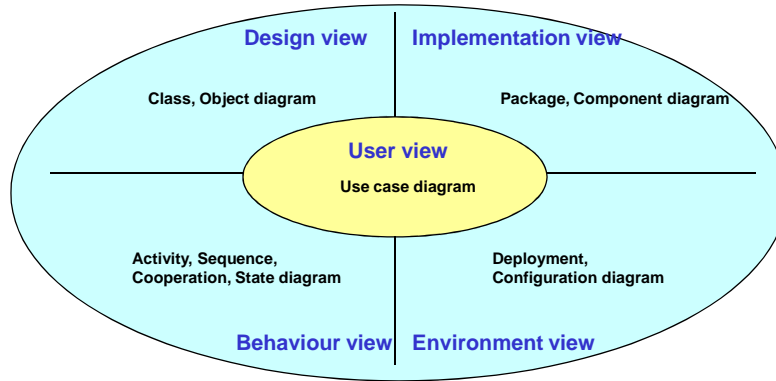 Design view
Implementation view
Class, Object diagram
Package, Component diagram
User view
Use case diagram
Activity, Sequence,
Cooperation, State diagram
Deployment,
Configuration diagram
Behaviour view
Environment view